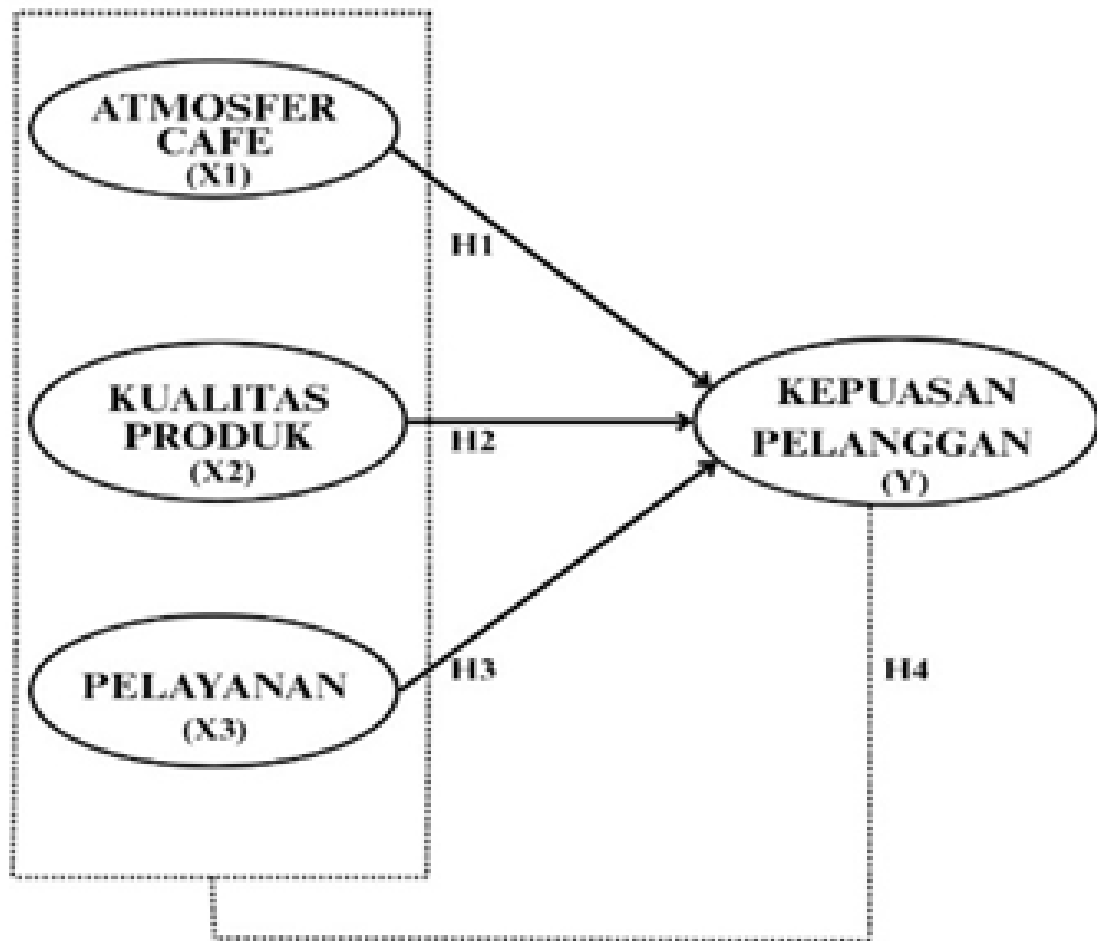 ATMOSFER
CAFE
(X1)
H1
KUALITAS
PRODUK
(X2)
H2
KEPUASAN
PELANGGAN
(Y)
PELAYANAN
(X3)
H3
H4